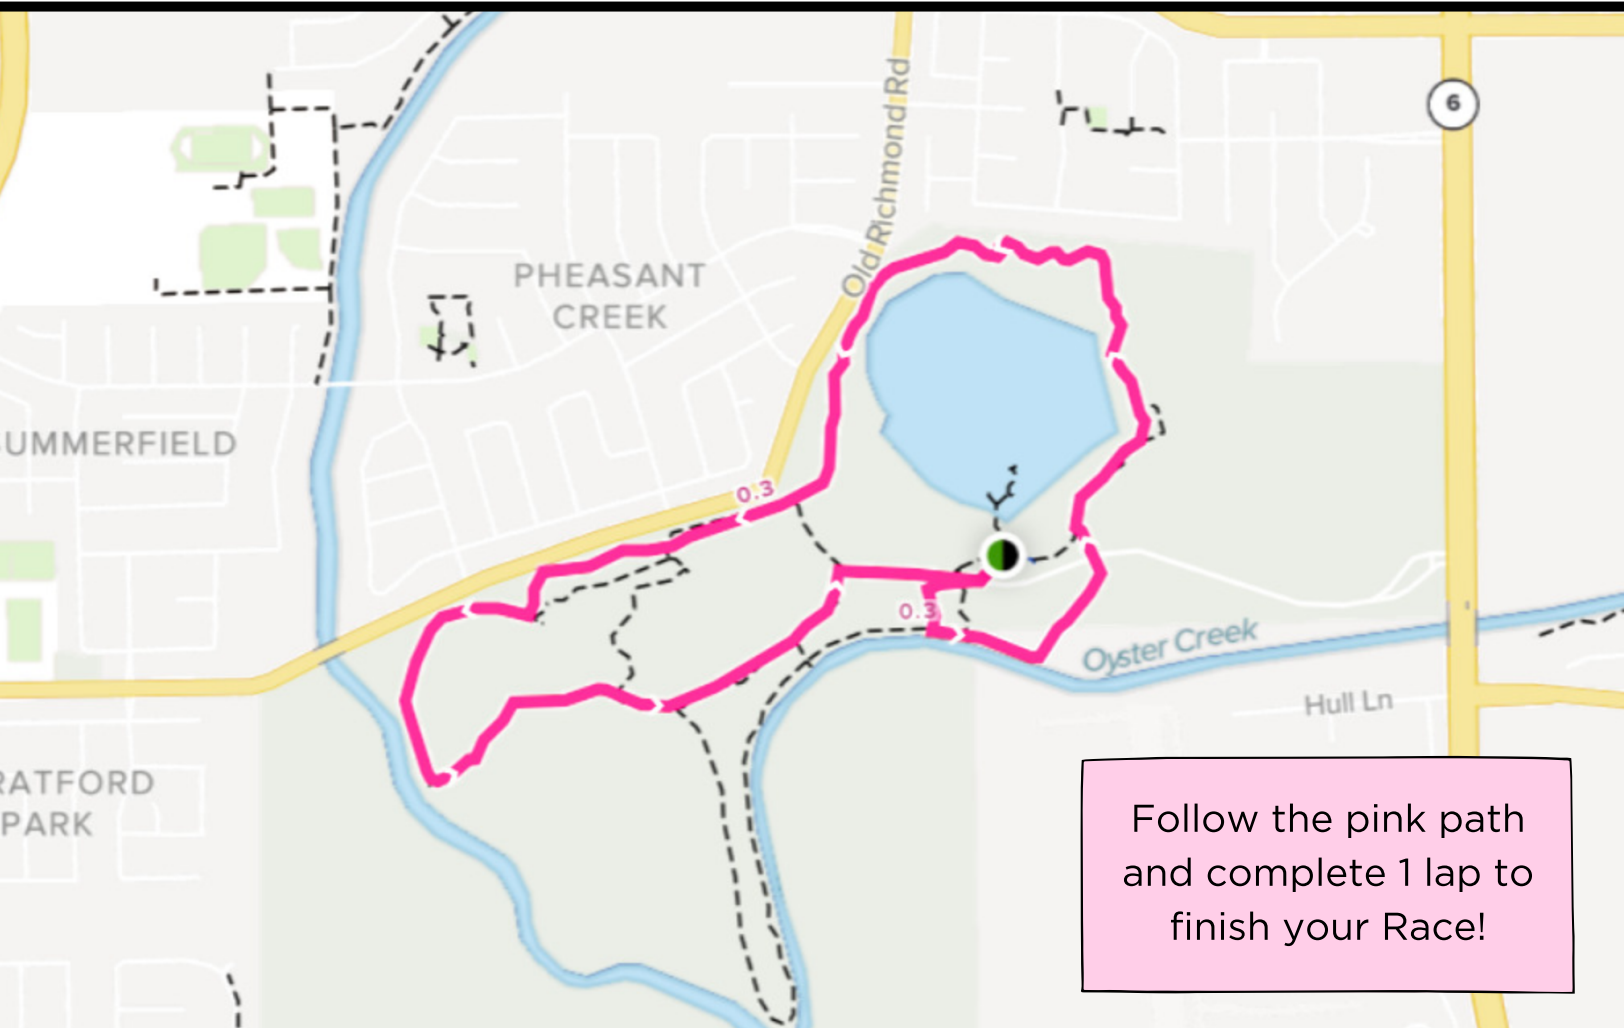 6
Old Richmond Rd
PHEASANT
CREEK
UMMERFIELD
0.3
0.3
Oyster Creek
Hull Ln
RATFORD
PARK
Follow the pink path
and complete 1 lap to
finish your Race!